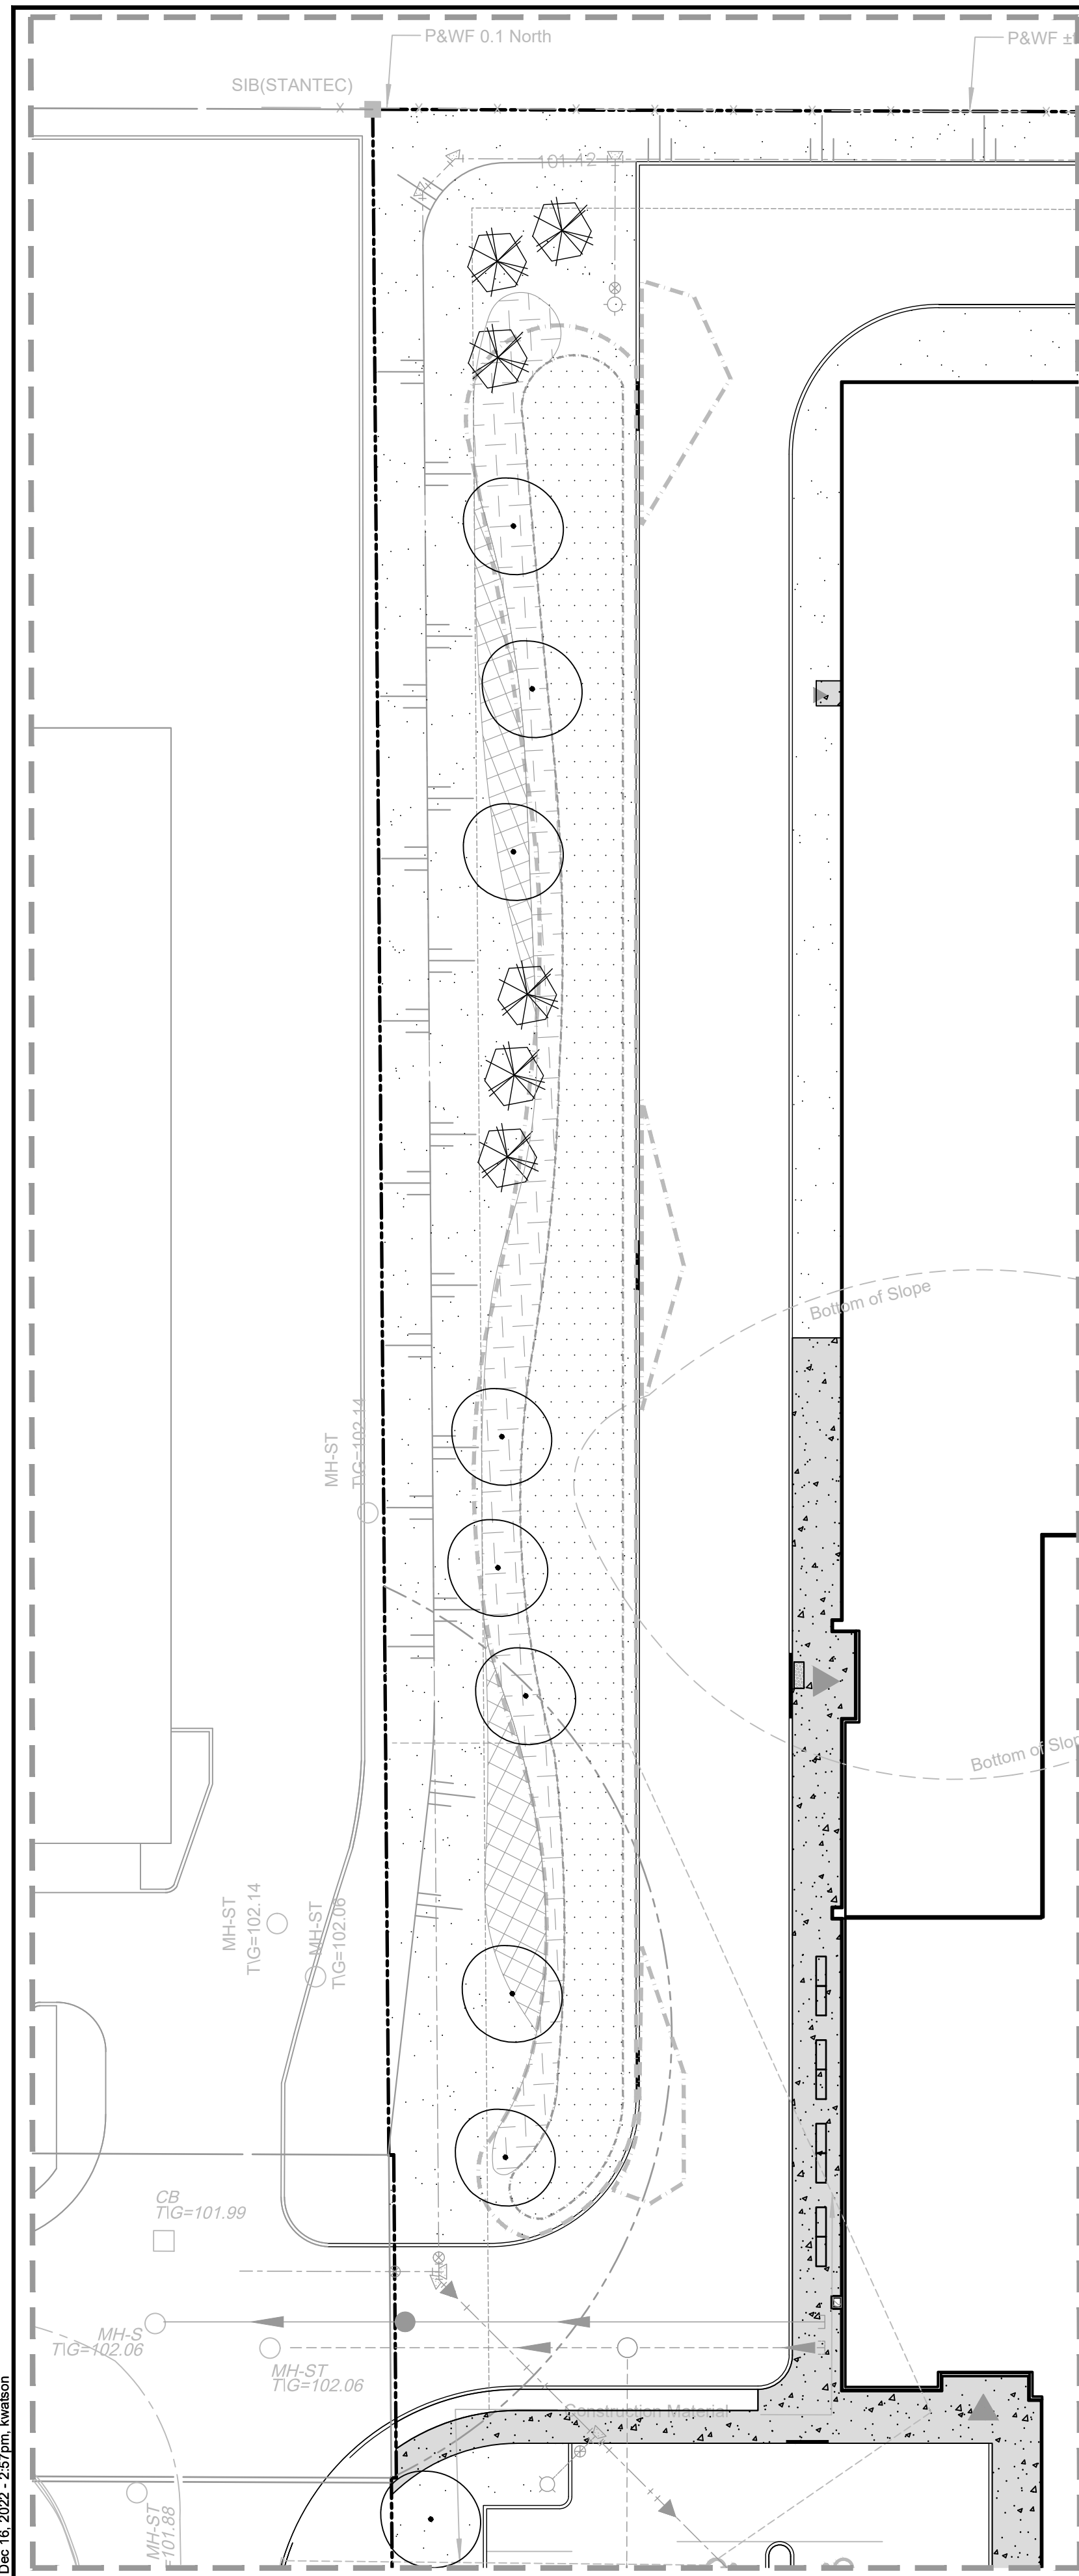 P&WF 0.1 North
P&WF ±
SIB(STANTEC)
101.42
Bottom of Slope
MH-ST
T\G=102.14
Bottom of Slop
MH-ST
T\G=102.14
MH-ST
T\G=102.06
CB
T\G=101.99
MH-S
T\G=102.06
MH-ST
T\G=102.06
Construction Material
MH-ST
=101.88
Dec 16, 2022 - 2:57pm, kwatson